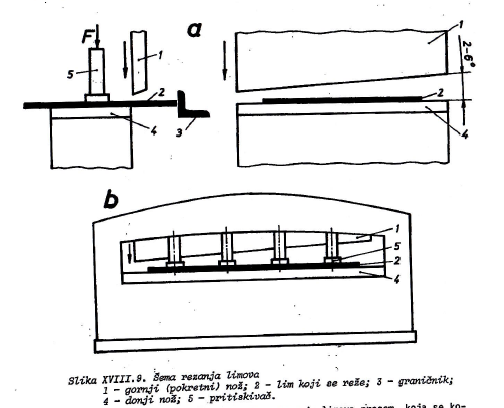 a
F
1
5
2
4
3
1
2-6°
2
4
b
1
5
2
4
Slika XVIII.9. Šema rezanja limova
1 - gornji (pokretni) nož; 2 - lim koji se reže; 3 - graničnik;
4 - donji nož; 5 - pritiskivač.